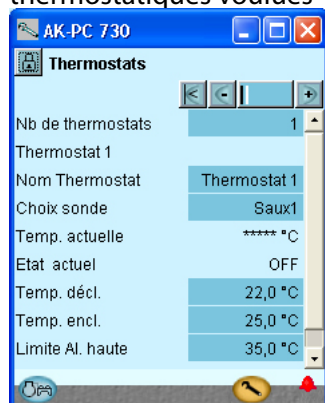 thermostatiques voulues
AK-PC 730
Thermostats
Nb de thermostats 1
Thermostat 1
Nom Thermostat Thermostat 1
Choix sonde Saux1
Temp. actuelle ***** °C
Etat actuel OFF
Temp. décl. 22,0 °C
Temp. encl. 25,0 °C
Limite Al. haute 35,0 °C